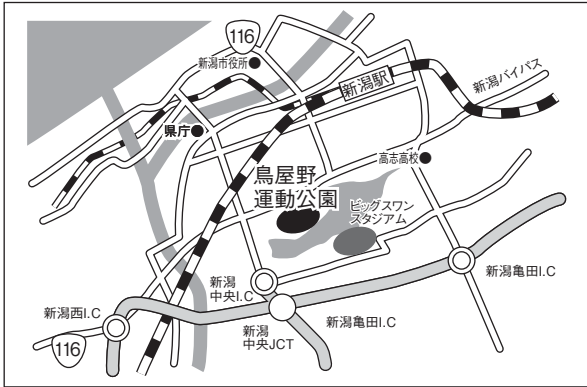 116
新潟市役所
新潟駅
新潟バイパス
県庁
高志高校
鳥屋野
運動公園
ビッグスワン
スタジアム
新潟
中央I.C
新潟亀田I.C
新潟西I.C
新潟
中央JCT
新潟亀田I.C
116